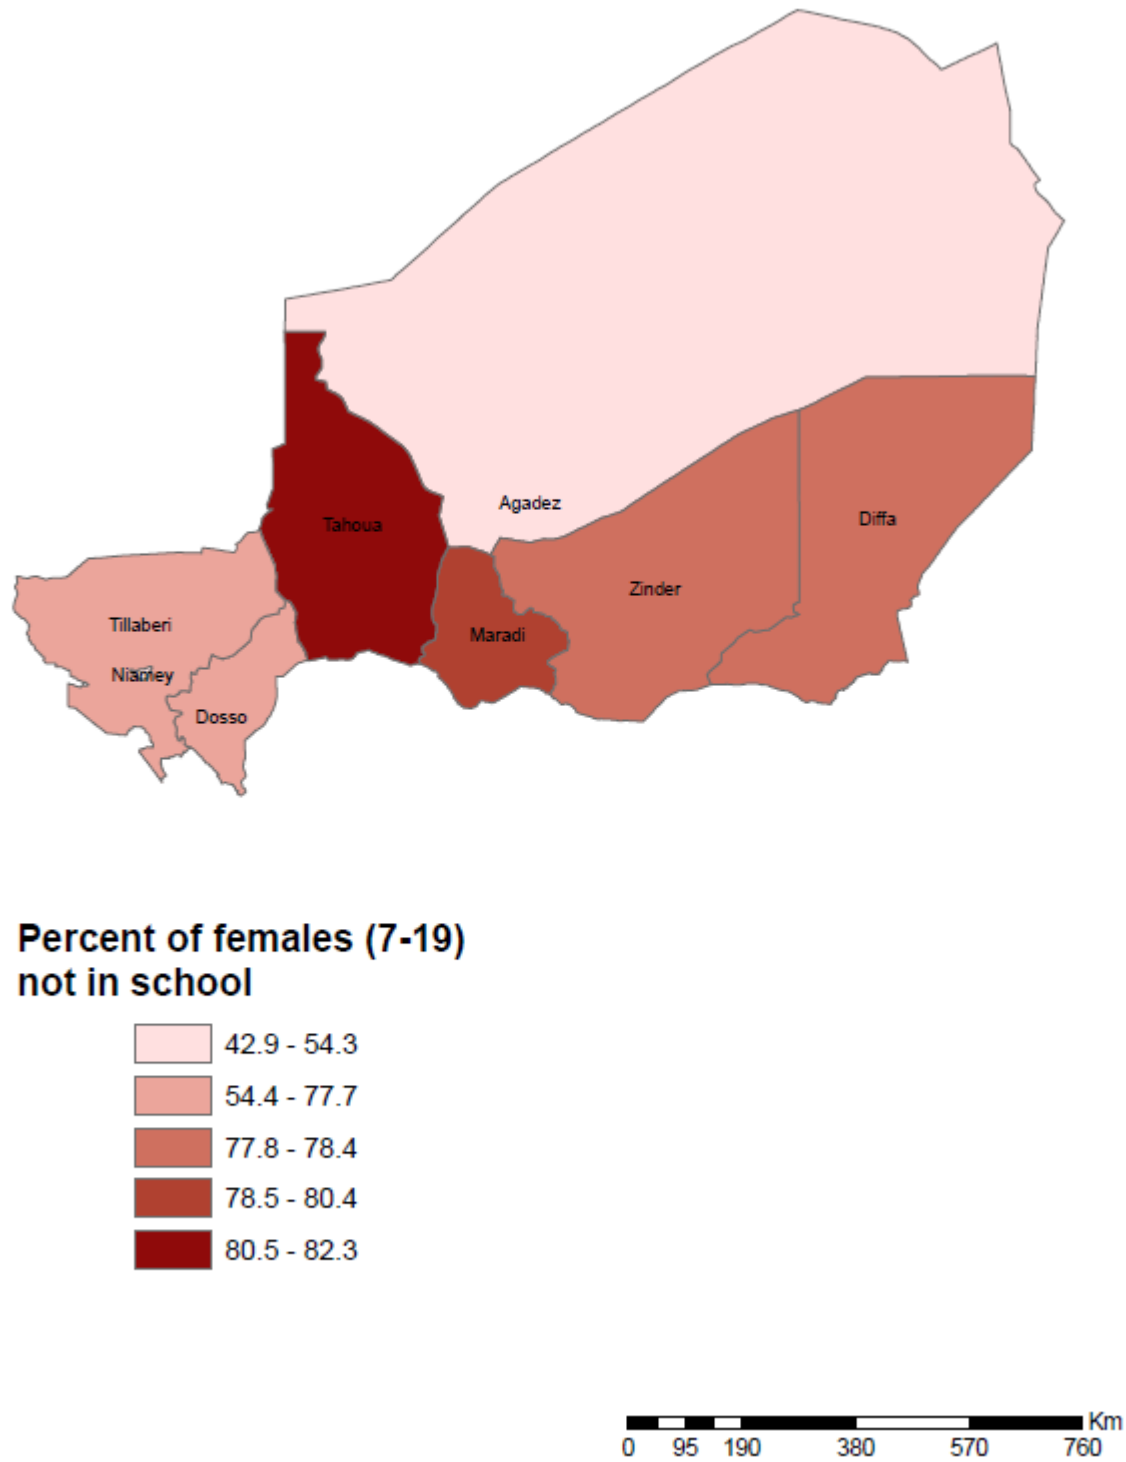 Agadez
Diffa
Tahoua
Zinder
Tillaberi
Maradi
Niamey
Dosso
Percent of females (7-19)
not in school
42.9 - 54.3
54.4 - 77.7
77.8 - 78.4
78.5 - 80.4
80.5 - 82.3
Km
0 95 190 380 570 760